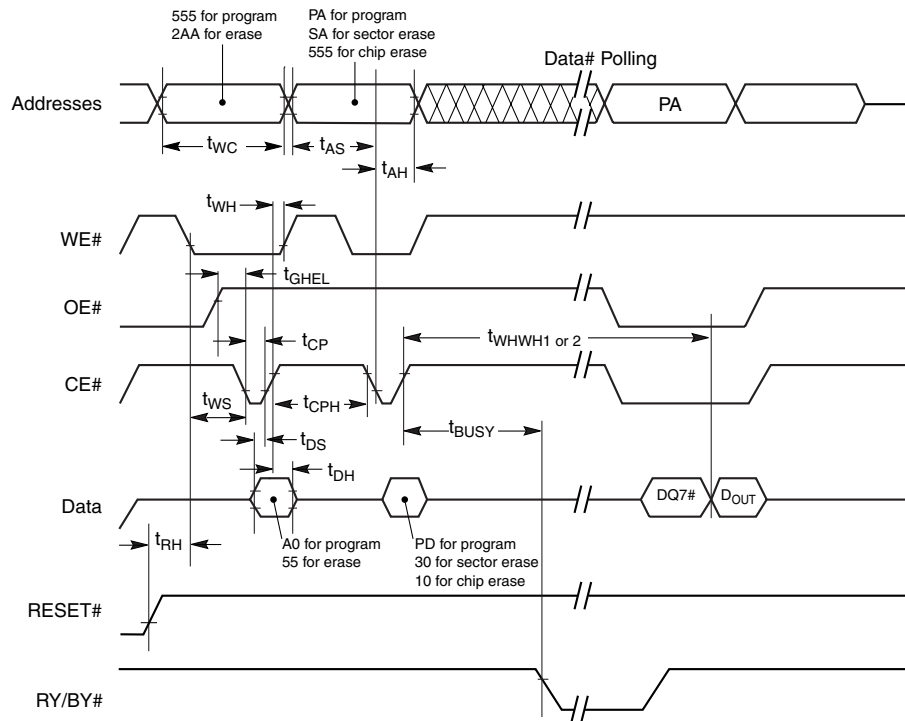 555 for program
2AA for erase
PA for program
SA for sector erase
555 for chip erase
Data# Polling
Addresses
PA
tWC
tAS
tAH
tWH
WE#
tGHEL
OE#
tCP
tWHWH1 or 2
CE#
tWS
tCPH
tBUSY
tDS
tDH
Data
DQ7#
DOUT
tRH
A0 for program
55 for erase
PD for program
30 for sector erase
10 for chip erase
RESET#
RY/BY#